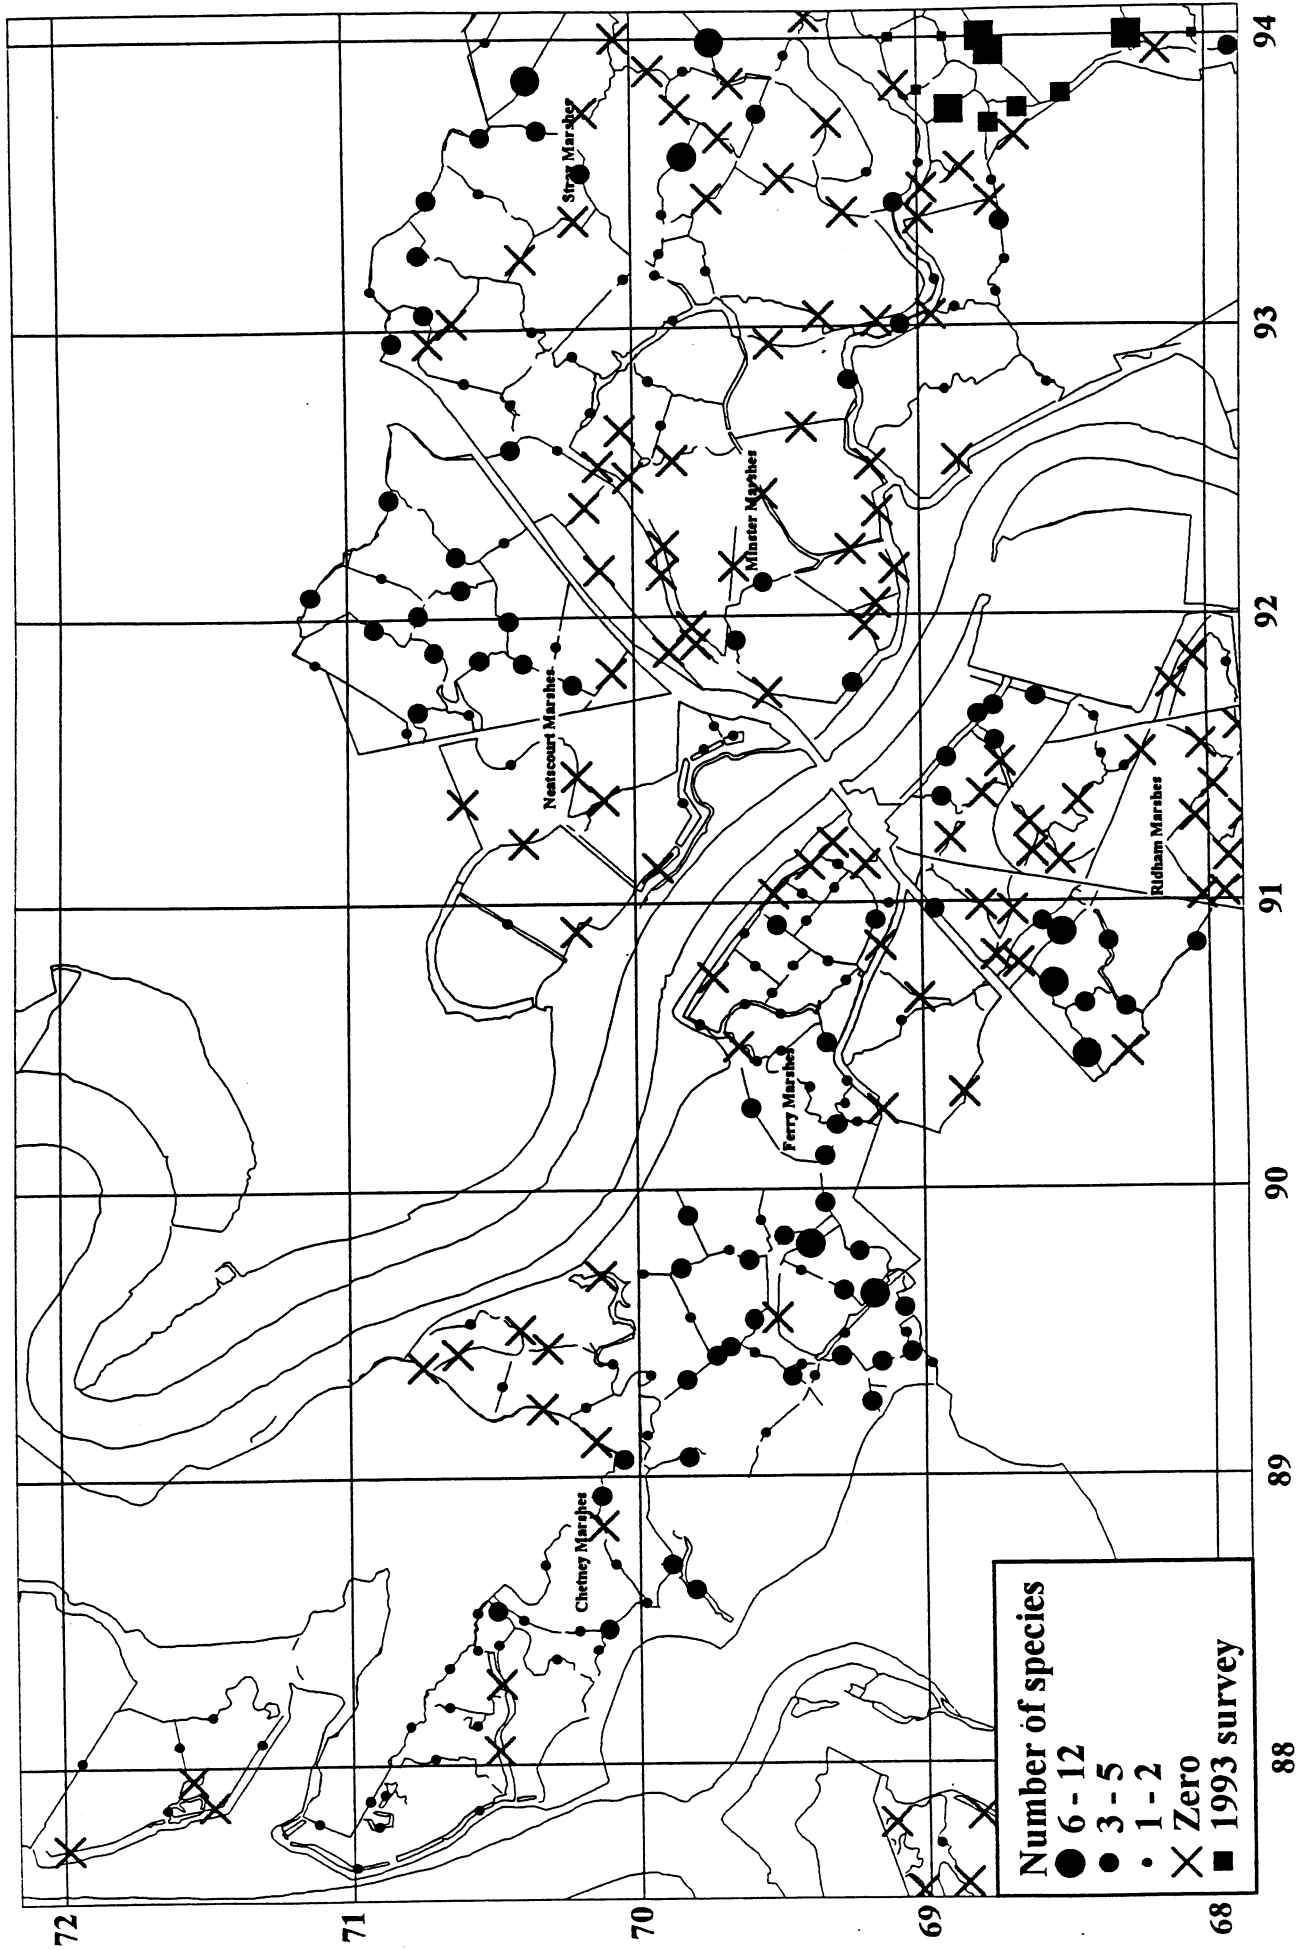 72
71
70
69
68
88
89
90
91
92
93
94
Stray Marshes
Minster Marshes
Neatscourt Marshes
Ridham Marshes
Ferry Marshes
Chetney Marshes
Number of species
6 - 12
3 - 5
1 - 2
Zero
1993 survey